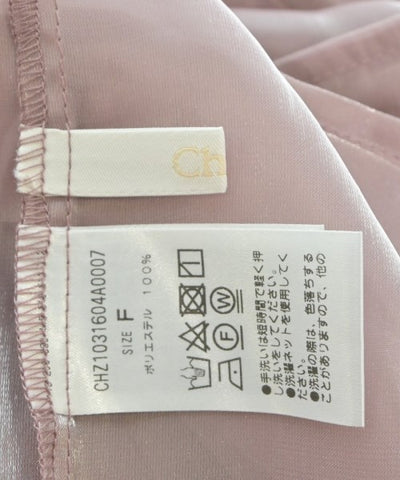 Ch
CHZ1031604A0007
SIZE F
ポリエステル 100%
F
W
●手洗いは短時間で軽く押
し洗いをしてください。
●洗濯ネットを使用してく
ださい。
●洗濯の際は、色落ちする
ことがありますので、他の